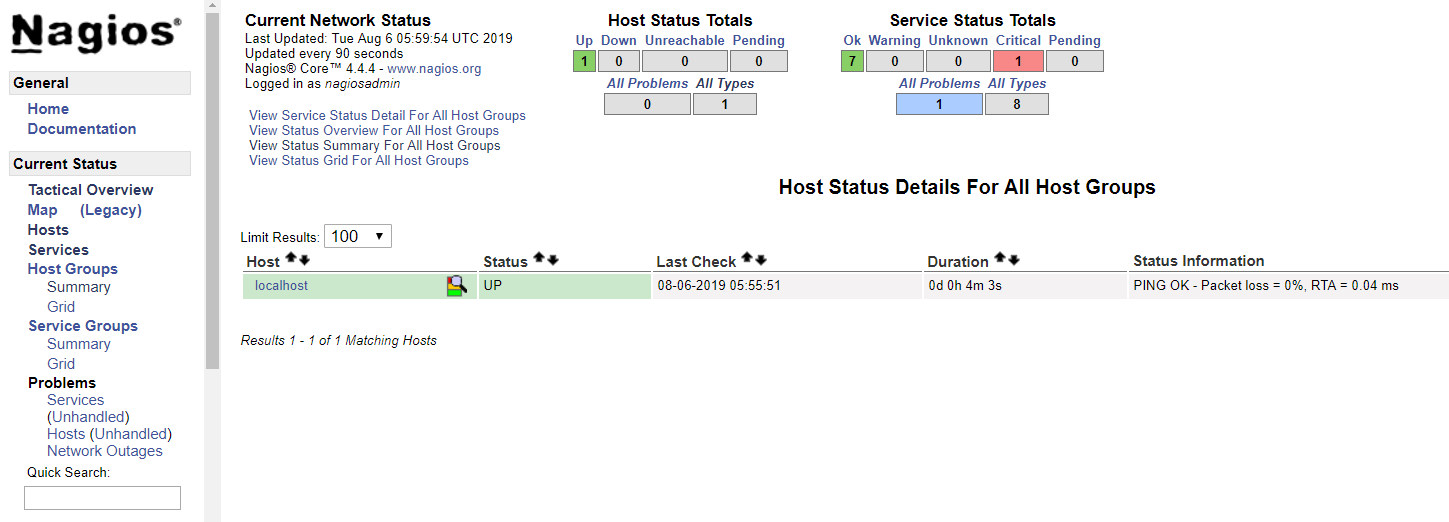 Nagios®
General
Home
Documentation
Current Status
Tactical Overview
Map (Legacy)
Hosts
Services
Host Groups
Summary
Grid
Service Groups
Summary
Grid
Problems
Services
(Unhandled)
Hosts (Unhandled)
Network Outages
Quick Search:
Current Network Status
Last Updated: Tue Aug 6 05:59:54 UTC 2019
Updated every 90 seconds
Nagios® Core™ 4.4.4 - www.nagios.org
Logged in as nagiosadmin
View Service Status Detail For All Host Groups
View Status Overview For All Host Groups
View Status Summary For All Host Groups
View Status Grid For All Host Groups
Host Status Totals
Up Down Unreachable Pending
1 0 0 0
All Problems All Types
0 1
Service Status Totals
Ok Warning Unknown Critical Pending
7 0 0 1 0
All Problems All Types
1 8
Host Status Details For All Host Groups
Limit Results: 100
Host Status Last Check Duration Status Information
localhost UP 08-06-2019 05:55:51 0d 0h 4m 3s PING OK - Packet loss = 0%, RTA = 0.04 ms
Results 1 - 1 of 1 Matching Hosts